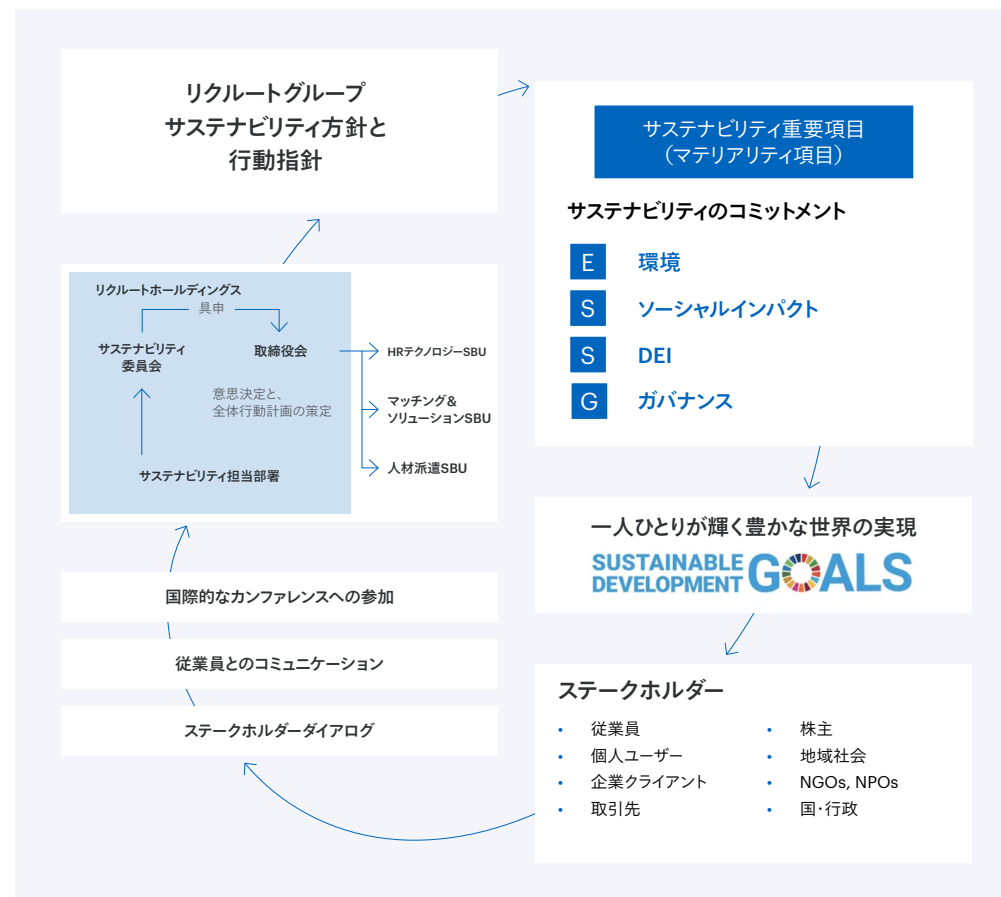 リクルートグループ
サステナビリティ方針と
行動指針
サステナビリティ重要項目
（マテリアリティ項目）
サステナビリティのコミットメント
E 環境
S ソーシャルインパクト
S DEI
G ガバナンス
リクルートホールディングス
具申
サステナビリティ
委員会
取締役会
意思決定と、
全体行動計画の策定
サステナビリティ担当部署
HRテクノロジーSBU
マッチング＆
ソリューションSBU
人材派遣SBU
一人ひとりが輝く豊かな世界の実現
SUSTAINABLE
DEVELOPMENT
GOALS
国際的なカンファレンスへの参加
従業員とのコミュニケーション
ステークホルダーダイアログ
ステークホルダー
• 従業員
• 個人ユーザー
• 企業クライアント
• 取引先
• 株主
• 地域社会
• NGOs, NPOs
• 国・行政